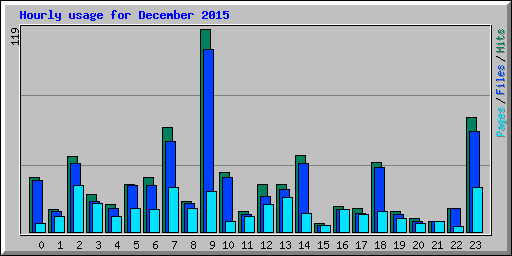 Hourly usage for December 2015
119
Pages/Files/Hits
0 1 2 3 4 5 6 7 8 9 10 11 12 13 14 15 16 17 18 19 20 21 22 23